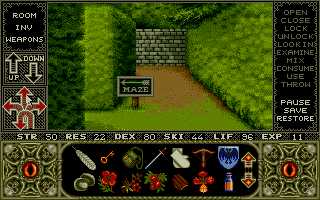 ROOM
INV
WEAPONS
UP
DOWN
MAZE
OPEN
CLOSE
LOCK
UNLOCK
LOOK IN
EXAMINE
MIX
CONSUME
USE
THROW
PAUSE
SAVE
RESTORE
STR 50 RES 22 DEX 80 SKI 44 LIF 36 EXP 11